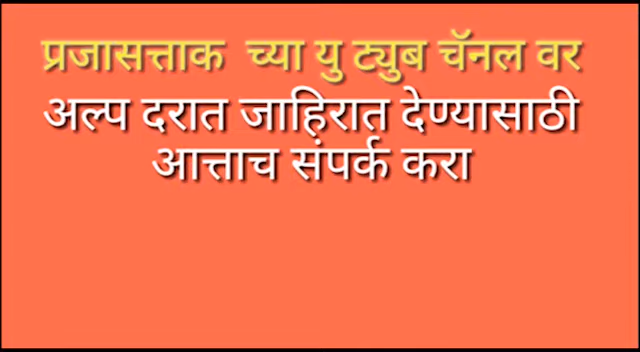 प्रजासत्ताक च्या यु ट्युब चॅनल वर
अल्प दरात जाहिरात देण्यासाठी
आत्ताच संपर्क करा